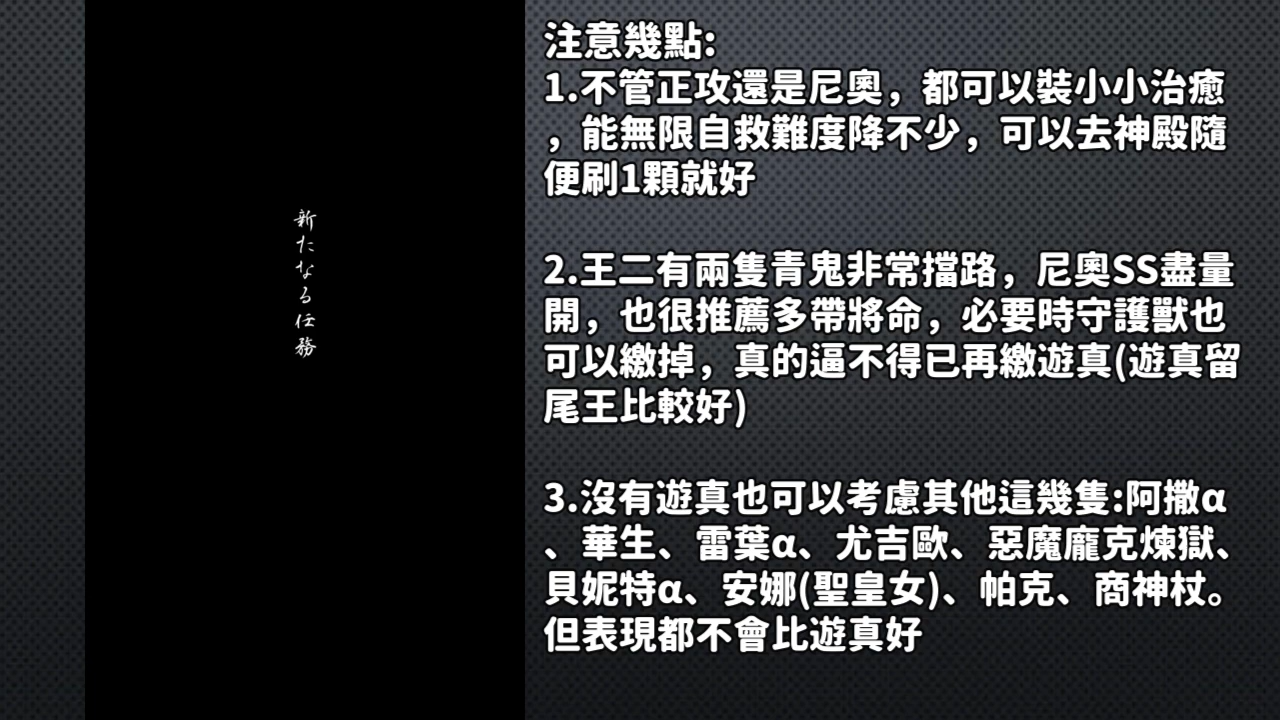 新たなる任務
注意幾點:
1.不管正攻還是尼奧，都可以裝小小治癒
，能無限自救難度降不少，可以去神殿隨
便刷1顆就好
2.王二有兩隻青鬼非常擋路，尼奧SS盡量
開，也很推薦多帶將命，必要時守護獸也
可以繳掉，真的逼不得已再繳遊真(遊真留
尾王比較好)
3.沒有遊真也可以考慮其他這幾隻:阿撒α
、華生、雷葉α、尤吉歐、惡魔龐克煉獄、
貝妮特α、安娜(聖皇女)、帕克、商神杖。
但表現都不會比遊真好